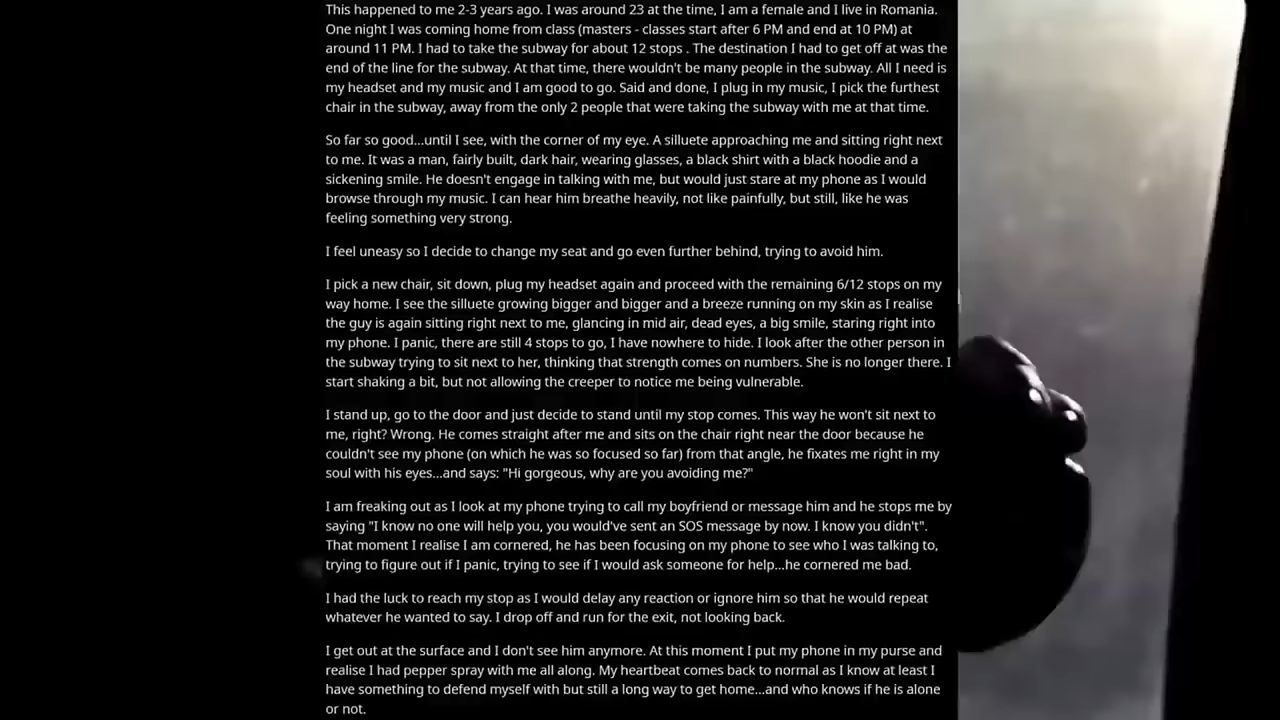 This happened to me 2-3 years ago. I was around 23 at the time, I am a female and I live in Romania.
One night I was coming home from class (masters - classes start after 6 PM and end at 10 PM) at
around 11 PM. I had to take the subway for about 12 stops . The destination I had to get off at was the
end of the line for the subway. At that time, there wouldn't be many people in the subway. All I need is
my headset and my music and I am good to go. Said and done, I plug in my music, I pick the furthest
chair in the subway, away from the only 2 people that were taking the subway with me at that time.
So far so good...until I see, with the corner of my eye. A silluete approaching me and sitting right next
to me. It was a man, fairly built, dark hair, wearing glasses, a black shirt with a black hoodie and a
sickening smile. He doesn't engage in talking with me, but would just stare at my phone as I would
browse through my music. I can hear him breathe heavily, not like painfully, but still, like he was
feeling something very strong.
I feel uneasy so I decide to change my seat and go even further behind, trying to avoid him.
I pick a new chair, sit down, plug my headset again and proceed with the remaining 6/12 stops on my
way home. I see the silluete growing bigger and bigger and a breeze running on my skin as I realise
the guy is again sitting right next to me, glancing in mid air, dead eyes, a big smile, staring right into
my phone. I panic, there are still 4 stops to go, I have nowhere to hide. I look after the other person in
the subway trying to sit next to her, thinking that strength comes on numbers. She is no longer there. I
start shaking a bit, but not allowing the creeper to notice me being vulnerable.
I stand up, go to the door and just decide to stand until my stop comes. This way he won't sit next to
me, right? Wrong. He comes straight after me and sits on the chair right near the door because he
couldn't see my phone (on which he was so focused so far) from that angle, he fixates me right in my
soul with his eyes...and says: "Hi gorgeous, why are you avoiding me?"
I am freaking out as I look at my phone trying to call my boyfriend or message him and he stops me by
saying "I know no one will help you, you would've sent an SOS message by now. I know you didn't".
That moment I realise I am cornered, he has been focusing on my phone to see who I was talking to,
trying to figure out if I panic, trying to see if I would ask someone for help...he cornered me bad.
I had the luck to reach my stop as I would delay any reaction or ignore him so that he would repeat
whatever he wanted to say. I drop off and run for the exit, not looking back.
I get out at the surface and I don't see him anymore. At this moment I put my phone in my purse and
realise I had pepper spray with me all along. My heartbeat comes back to normal as I know at least I
have something to defend myself with but still a long way to get home...and who knows if he is alone
or not.